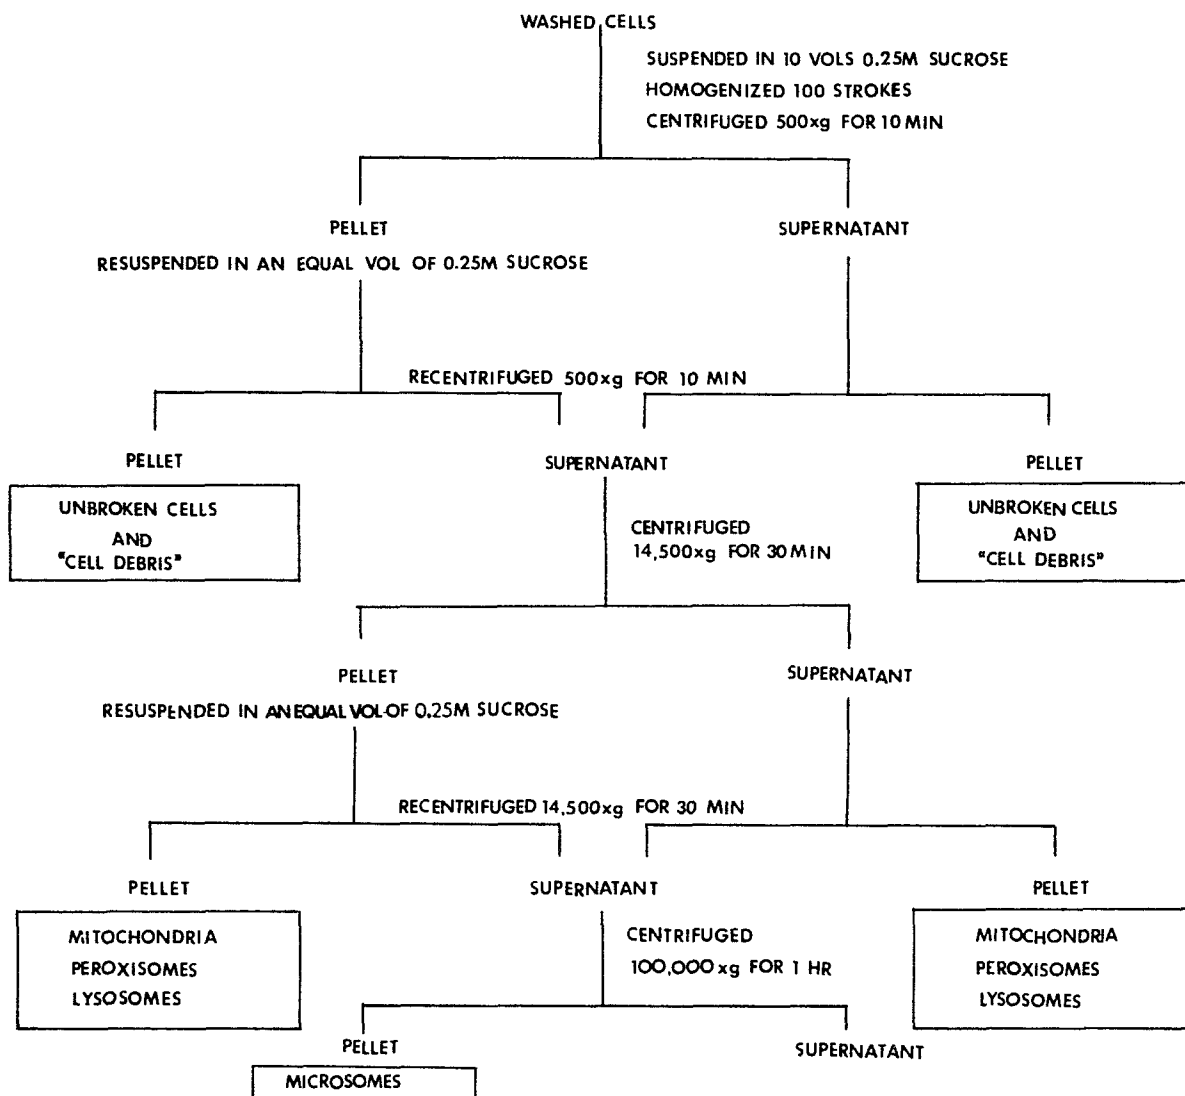 WASHED CELLS
SUSPENDED IN 10 VOLS 0.25M SUCROSE
HOMOGENIZED 100 STROKES
CENTRIFUGED 500xg FOR 10 MIN
PELLET
SUPERNATANT
RESUSPENDED IN AN EQUAL VOL OF 0.25M SUCROSE
RECENTRIFUGED 500xg FOR 10 MIN
PELLET
SUPERNATANT
PELLET
UNBROKEN CELLS
AND
"CELL DEBRIS"
CENTRIFUGED
14,500xg FOR 30 MIN
UNBROKEN CELLS
AND
"CELL DEBRIS"
PELLET
SUPERNATANT
RESUSPENDED IN AN EQUAL VOL OF 0.25M SUCROSE
RECENTRIFUGED 14,500xg FOR 30 MIN
PELLET
SUPERNATANT
PELLET
MITOCHONDRIA
PEROXISOMES
LYSOSOMES
CENTRIFUGED
100,000xg FOR 1 HR
MITOCHONDRIA
PEROXISOMES
LYSOSOMES
PELLET
SUPERNATANT
MICROSOMES